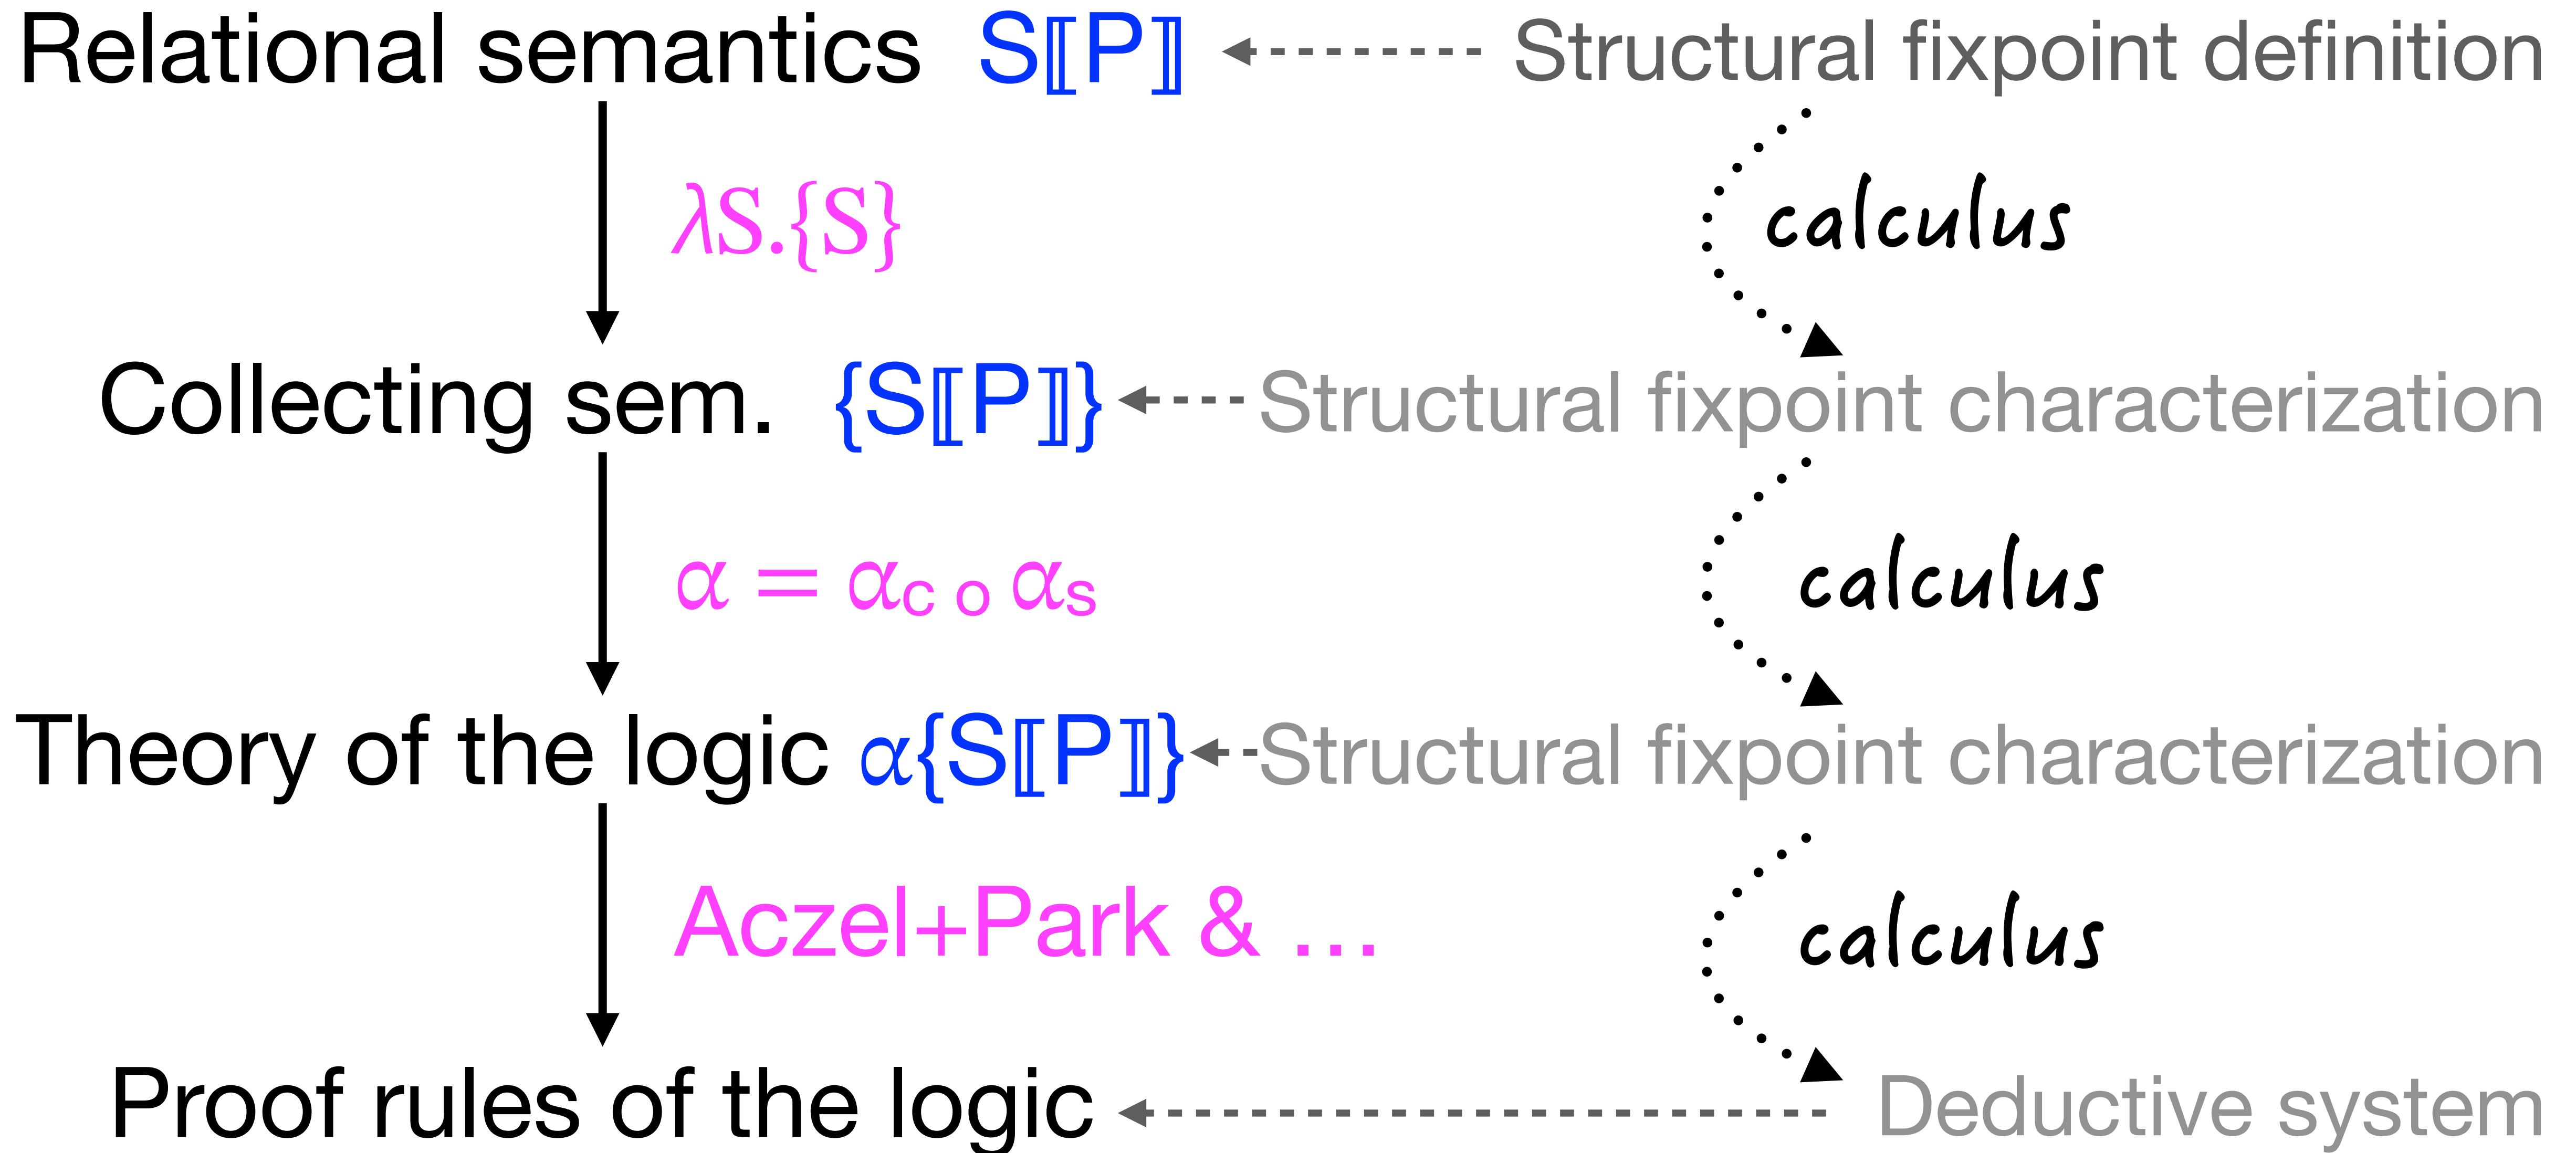 Relational semantics S⟦P⟧ Structural fixpoint definition
λS.{S} calculus
Collecting sem. {S⟦P⟧} Structural fixpoint characterization
α = αc o αs calculus
Theory of the logic α{S⟦P⟧} Structural fixpoint characterization
Aczel+Park & … calculus
Proof rules of the logic Deductive system